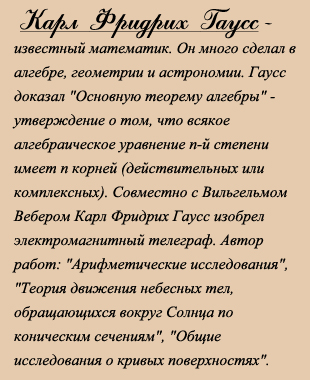 Карл Фридрих Гаусс -
известный математик. Он много сделал в
алгебре, геометрии и астрономии. Гаусс
доказал "Основную теорему алгебры" -
утверждение о том, что всякое
алгебраическое уравнение n-й степени
имеет n корней (действительных или
комплексных). Совместно с Вильгельмом
Вебером Карл Фридрих Гаусс изобрел
электромагнитный телеграф. Автор
работ: "Арифметические исследования",
"Теория движения небесных тел,
обращающихся вокруг Солнца по
коническим сечениям", "Общие
исследования о кривых поверхностях".